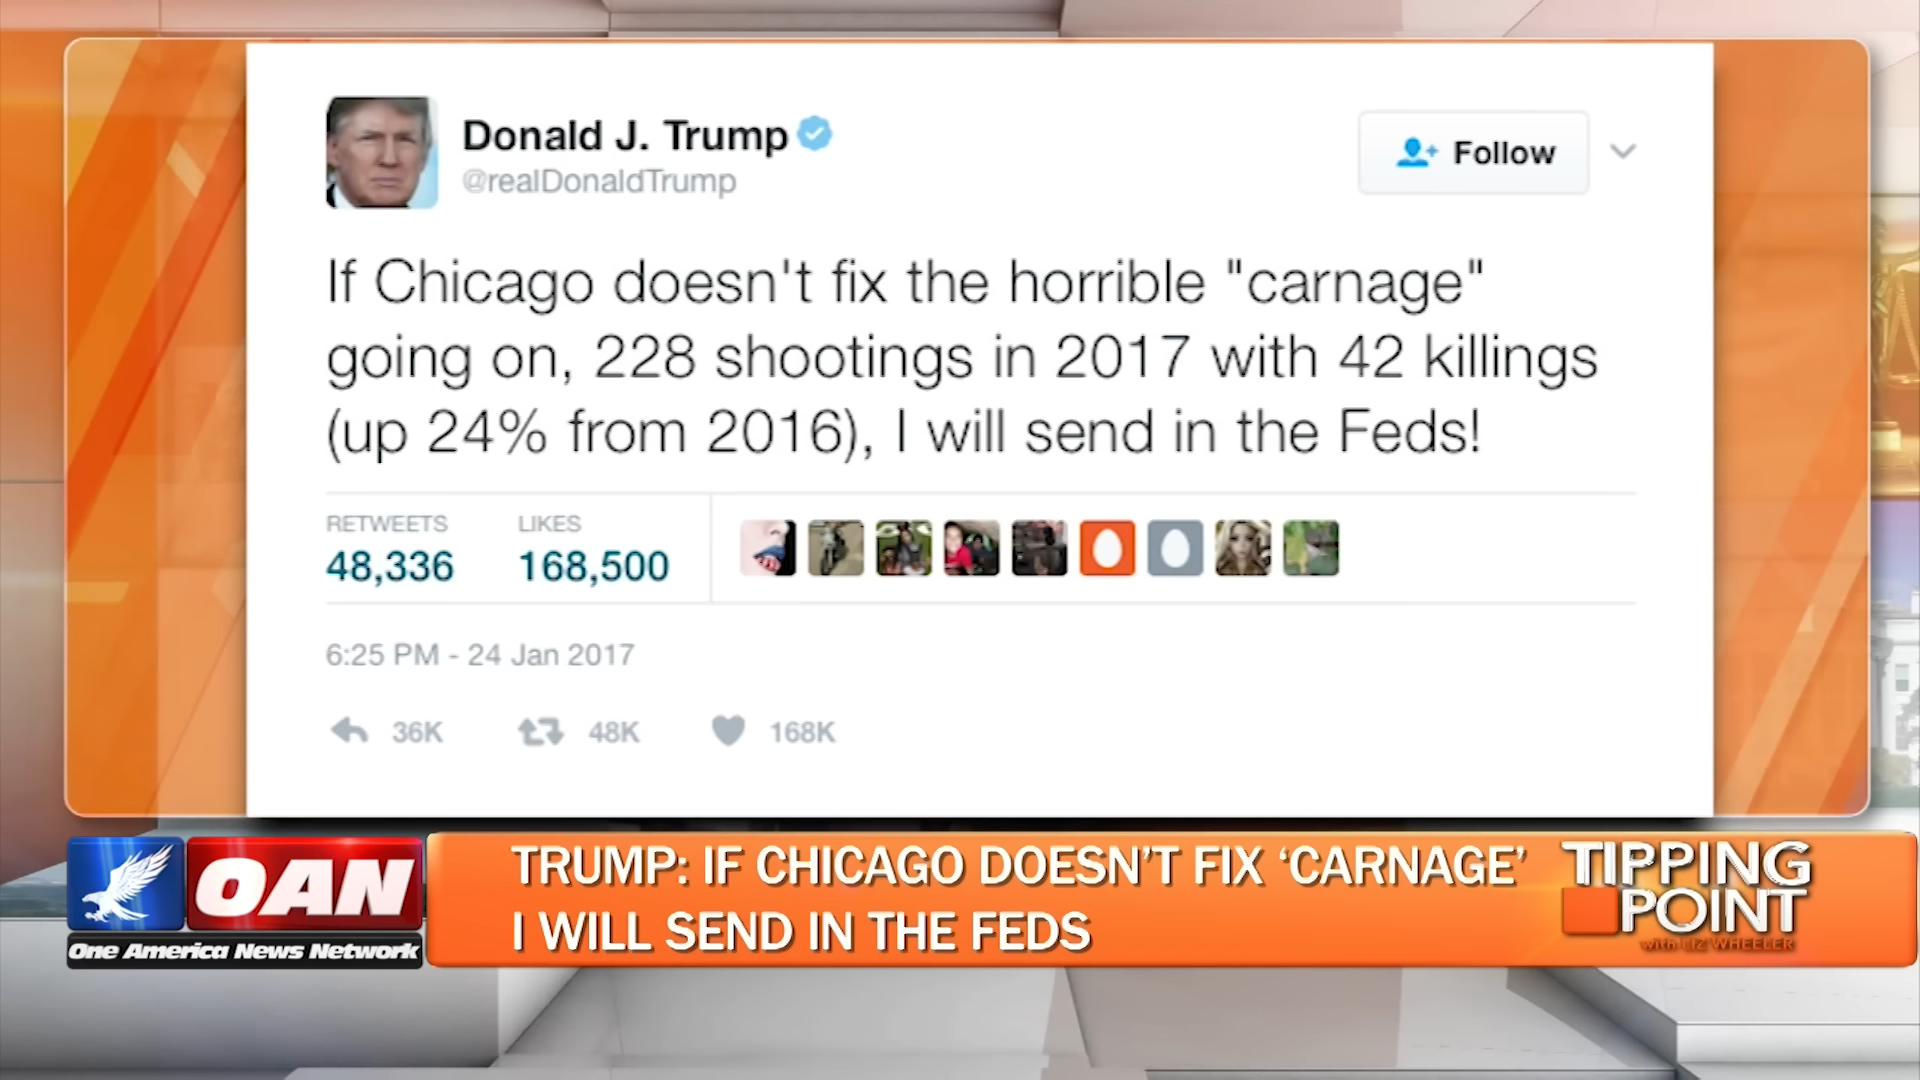 Donald J. Trump
@realDonaldTrump
Follow
If Chicago doesn't fix the horrible "carnage"
going on, 228 shootings in 2017 with 42 killings
(up 24% from 2016), I will send in the Feds!
RETWEETS LIKES
48,336 168,500
6:25 PM - 24 Jan 2017
36K 48K 168K
OAN
One America News Network
TRUMP: IF CHICAGO DOESN'T FIX ‘CARNAGE’
I WILL SEND IN THE FEDS
TIPPING
POINT
with LIZ WHEELER